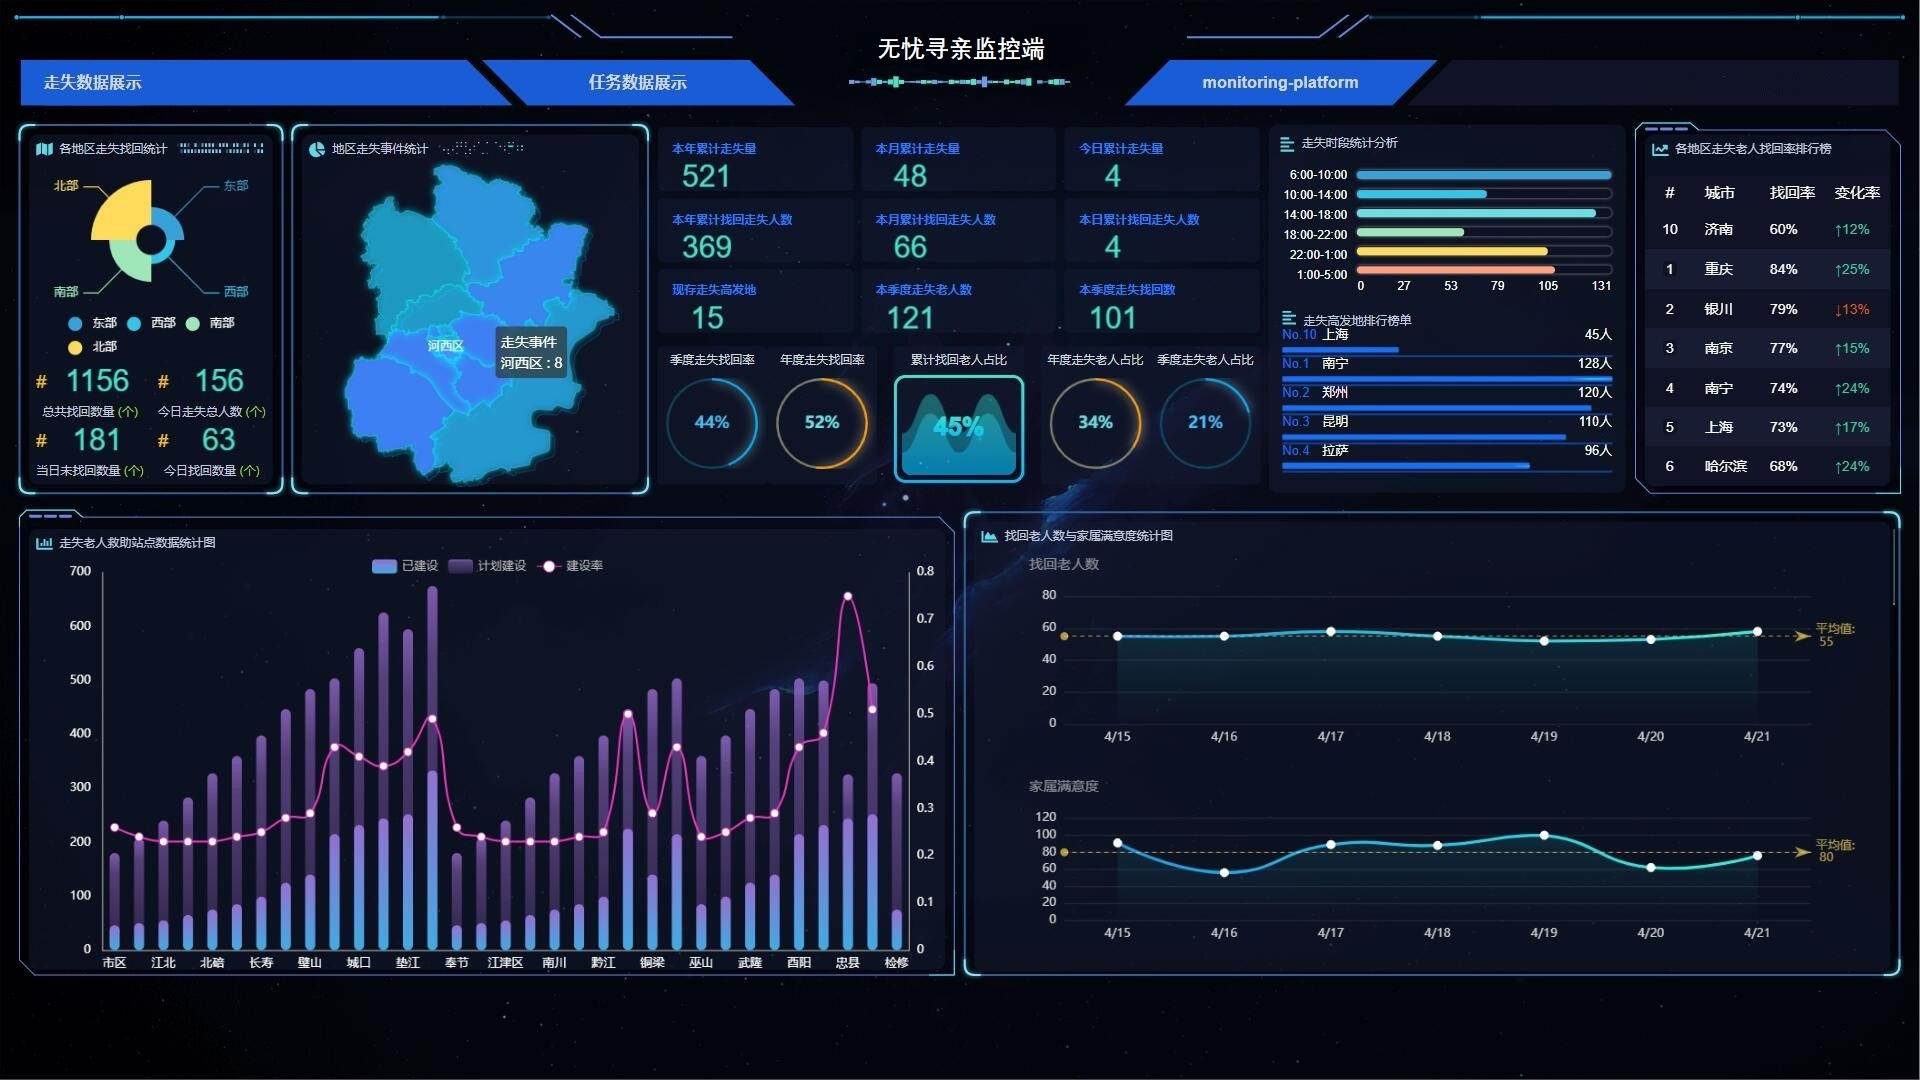 无忧寻亲监控端
走失数据展示
任务数据展示
monitoring-platform
各地区走失找回统计
北部
东部
南部
西部
东部 西部 南部
北部
# 1156 # 156
总共找回数量 (个) 今日走失总人数 (个)
# 181 # 63
当日未找回数量 (个) 今日找回数量 (个)
地区走失事件统计
河西区
走失事件
河西区 : 8
本年累计走失量
521
本月累计走失量
48
今日累计走失量
4
本年累计找回走失人数
369
本月累计找回走失人数
66
本日累计找回走失人数
4
现存走失高发地
15
本季度走失老人数
121
本季度走失找回数
101
季度走失找回率
44%
年度走失找回率
52%
累计找回老人占比
45%
年度走失老人占比
34%
季度走失老人占比
21%
走失时段统计分析
6:00-10:00
10:00-14:00
14:00-18:00
18:00-22:00
22:00-1:00
1:00-5:00
0 27 53 79 105 131
走失高发地排行榜单
No.10 上海 45人
No.1 南宁 128人
No.2 郑州 120人
No.3 昆明 110人
No.4 拉萨 96人
各地区走失老人找回率排行榜
# 城市 找回率 变化率
10 济南 60% ↑12%
1 重庆 84% ↑25%
2 银川 79% ↓13%
3 南京 77% ↑15%
4 南宁 74% ↑24%
5 上海 73% ↑17%
6 哈尔滨 68% ↑24%
走失老人救助站点数据统计图
已建设 计划建设 建设率
700
600
500
400
300
200
100
0
0.8
0.7
0.6
0.5
0.4
0.3
0.2
0.1
0
市区 江北 北碚 长寿 璧山 城口 垫江 奉节 江津区 南川 黔江 铜梁 巫山 武隆 酉阳 忠县 检修
找回老人数与家属满意度统计图
找回老人数
80
60
40
20
0
平均值:
55
4/15 4/16 4/17 4/18 4/19 4/20 4/21
家属满意度
120
100
80
60
40
20
0
平均值:
80
4/15 4/16 4/17 4/18 4/19 4/20 4/21